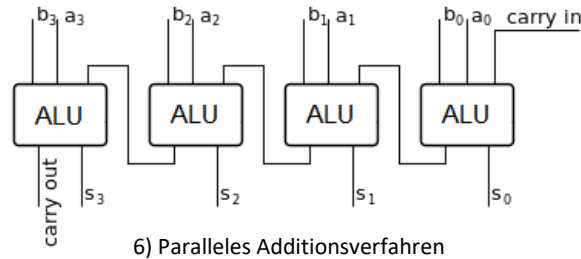 b3 a3 b2 a2 b1 a1 b0 a0 carry in
ALU ALU ALU ALU
carry out s3 s2 s1 s0
6) Paralleles Additionsverfahren